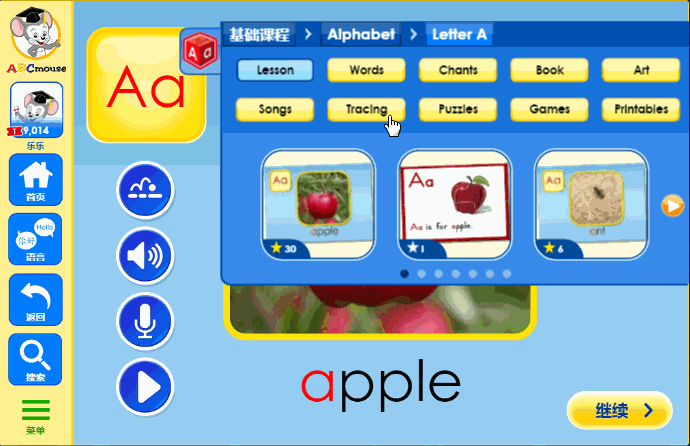 ABCmouse
9,014
乐乐
首页
你好 Hello
语言
返回
搜索
菜单
Aa
A a
基础课程 > Alphabet > Letter A
Lesson Words Chants Book Art
Songs Tracing Puzzles Games Printables
Aa
apple
30
Aa
Aa is for apple.
1
Aa
ant
6
apple
继续